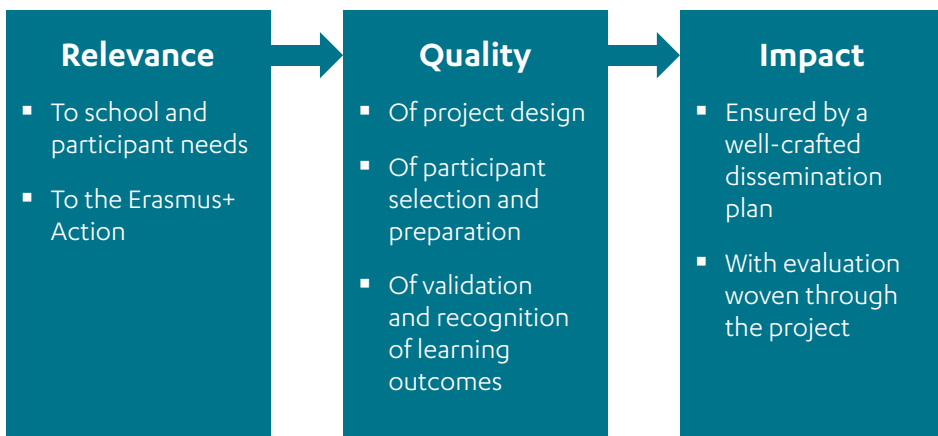 Relevance
▪ To school and
participant needs
▪ To the Erasmus+
Action
Quality
▪ Of project design
▪ Of participant
selection and
preparation
▪ Of validation
and recognition
of learning
outcomes
Impact
▪ Ensured by a
well-crafted
dissemination
plan
▪ With evaluation
woven through
the project